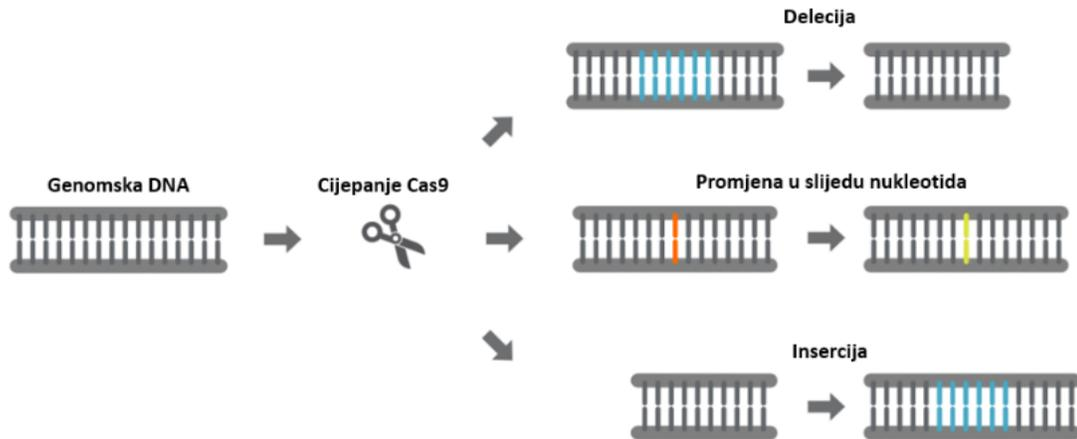 Delecija
Genomska DNA
Cijepanje Cas9
Promjena u slijedu nukleotida
Insercija